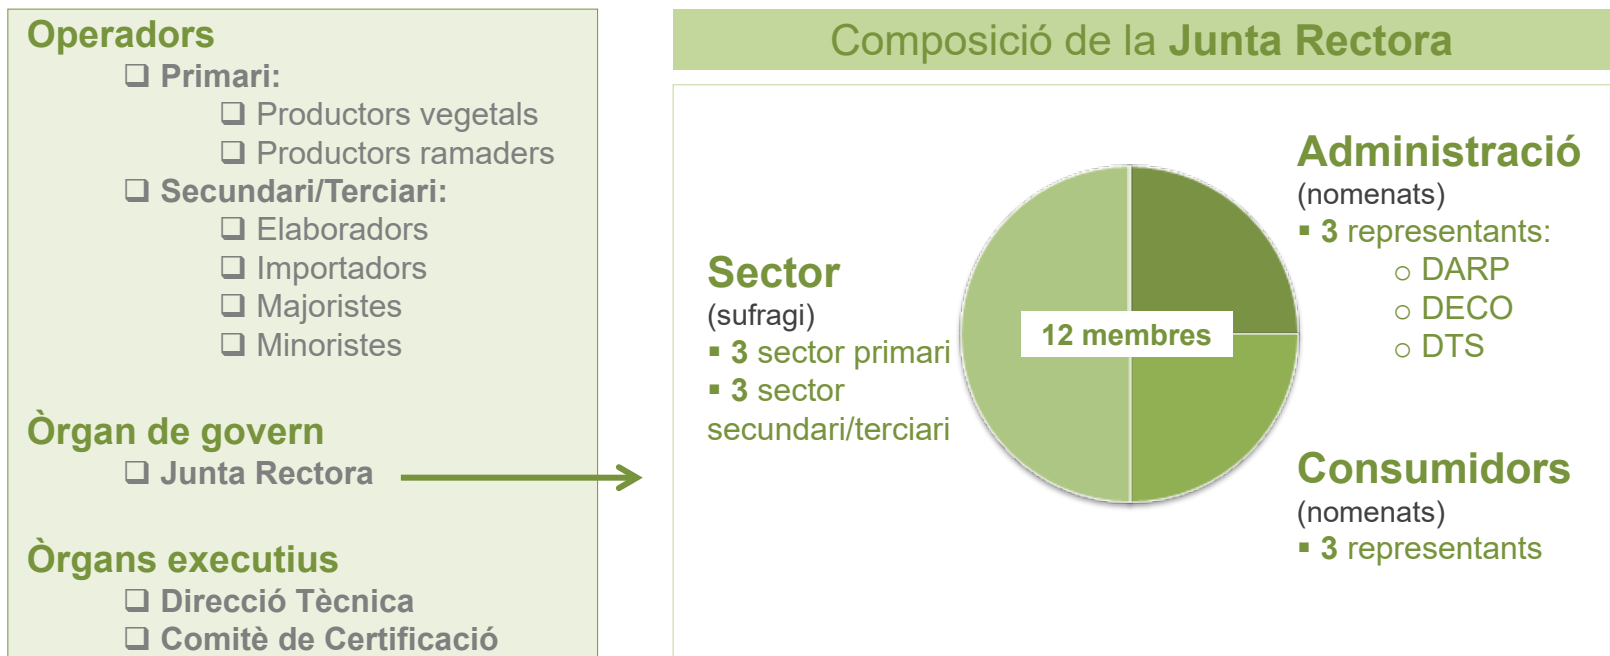 Operadors
❑ Primari:
❑ Productors vegetals
❑ Productors ramaders
❑ Secundari/Terciari:
❑ Elaboradors
❑ Importadors
❑ Majoristes
❑ Minoristes
Òrgan de govern
❑ Junta Rectora
Òrgans executius
❑ Direcció Tècnica
❑ Comitè de Certificació
Composició de la Junta Rectora
Sector
(sufragi)
▪ 3 sector primari
▪ 3 sector
secundari/terciari
12 membres
Administració
(nomenats)
▪ 3 representants:
o DARP
o DECO
o DTS
Consumidors
(nomenats)
▪ 3 representants